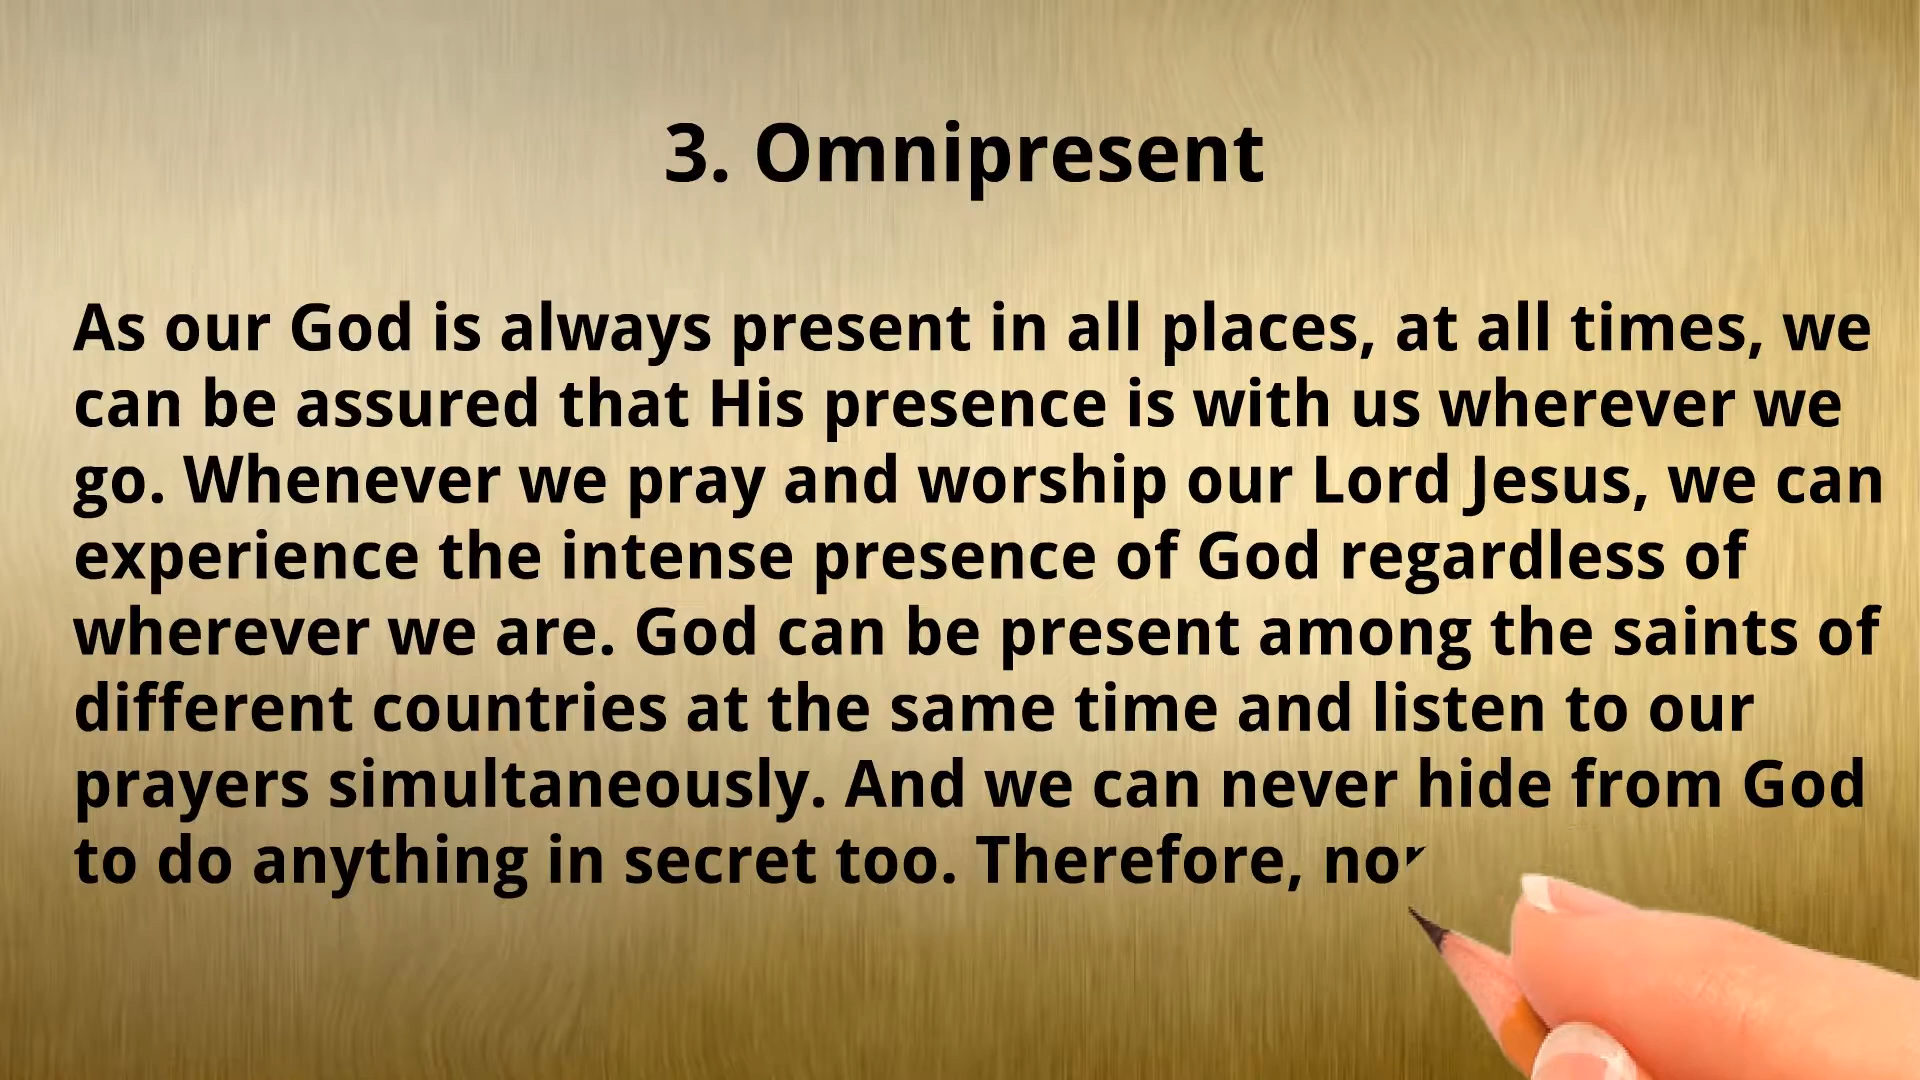 3. Omnipresent
As our God is always present in all places, at all times, we
can be assured that His presence is with us wherever we
go. Whenever we pray and worship our Lord Jesus, we can
experience the intense presence of God regardless of
wherever we are. God can be present among the saints of
different countries at the same time and listen to our
prayers simultaneously. And we can never hide from God
to do anything in secret too. Therefore,